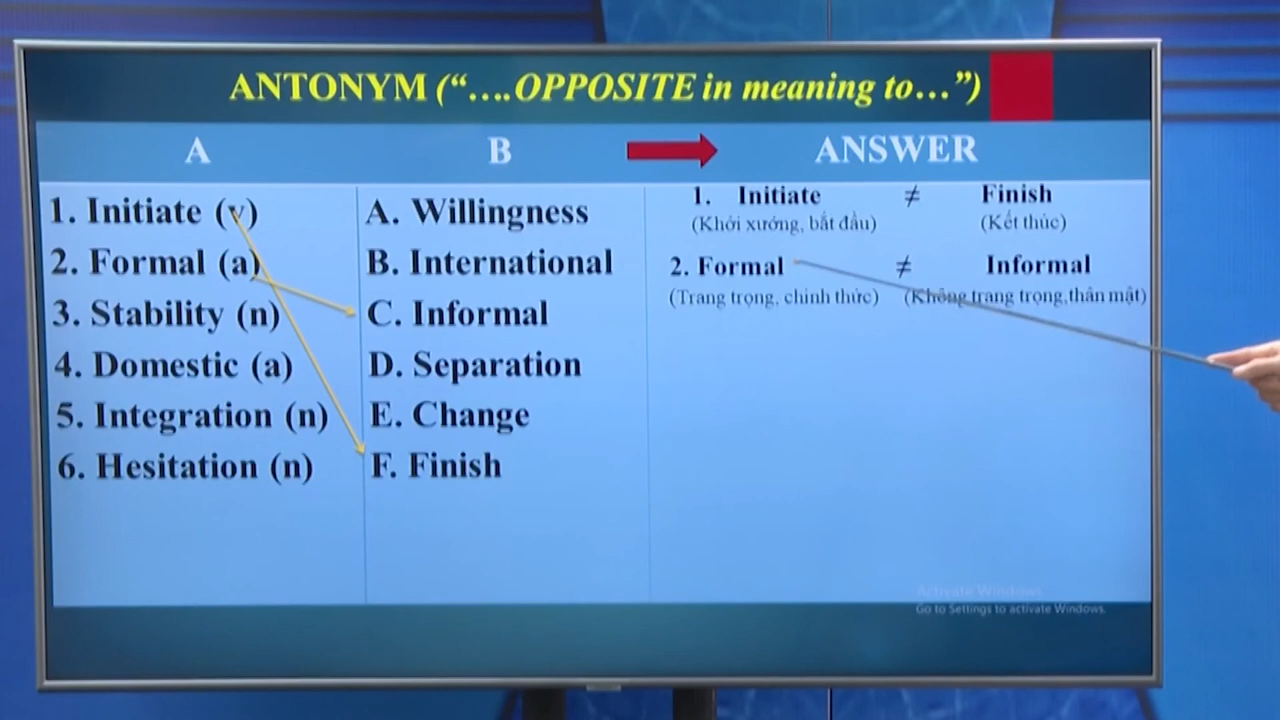 ANTONYM (“….OPPOSITE in meaning to…”)
A B ANSWER
1. Initiate (v)
2. Formal (a)
3. Stability (n)
4. Domestic (a)
5. Integration (n)
6. Hesitation (n)
A. Willingness
B. International
C. Informal
D. Separation
E. Change
F. Finish
1. Initiate ≠ Finish
(Khởi xướng, bắt đầu) (Kết thúc)
2. Formal ≠ Informal
(Trang trọng, chính thức) (Không trang trọng,thân mật)
Activate Windows
Go to Settings to activate Windows.